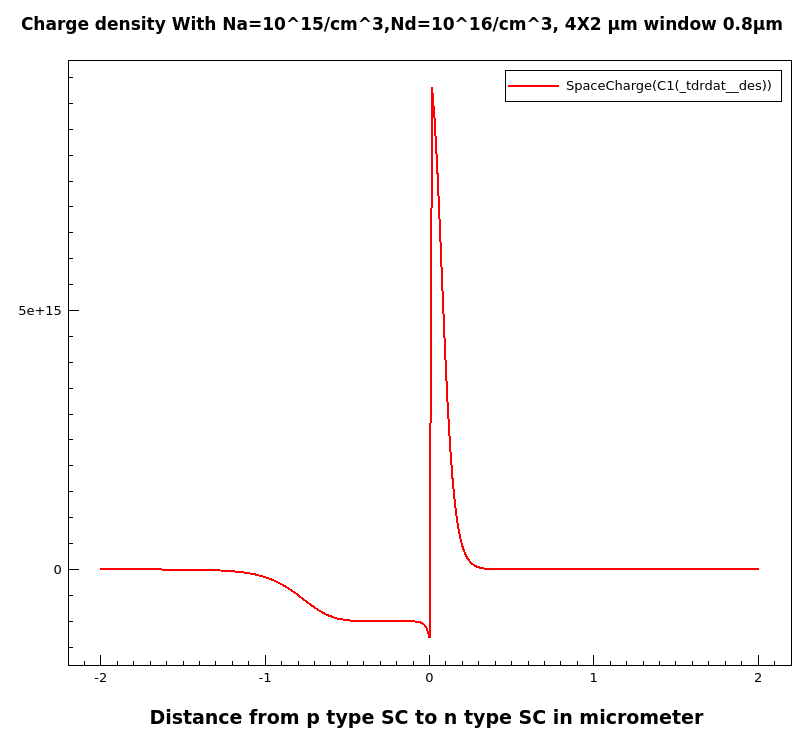 Charge density With Na=10^15/cm^3,Nd=10^16/cm^3, 4X2 µm window 0.8µm
SpaceCharge(C1(_tdrdat__des))
5e+15
0
-2 -1 0 1 2
Distance from p type SC to n type SC in micrometer